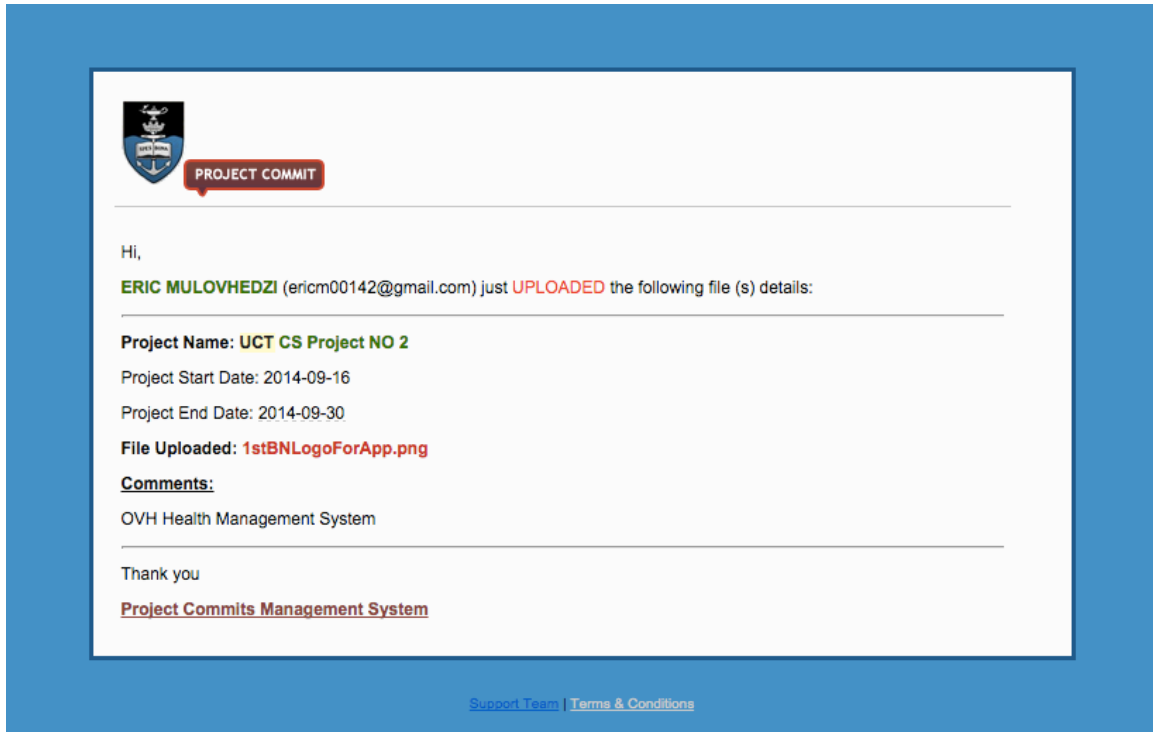 SPES BONA
PROJECT COMMIT
Hi,
ERIC MULOVHEDZI (ericm00142@gmail.com) just UPLOADED the following file (s) details:
Project Name: UCT CS Project NO 2
Project Start Date: 2014-09-16
Project End Date: 2014-09-30
File Uploaded: 1stBNLogoForApp.png
Comments:
OVH Health Management System
Thank you
Project Commits Management System
Support Team | Terms & Conditions